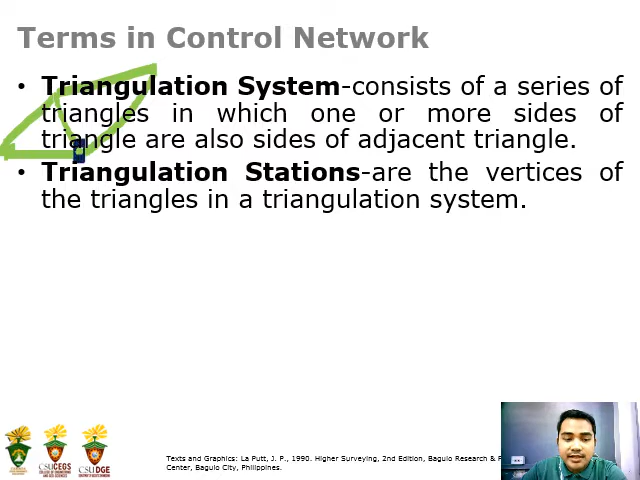 Terms in Control Network
• Triangulation System-consists of a series of
triangles in which one or more sides of
triangle are also sides of adjacent triangle.
• Triangulation Stations-are the vertices of
the triangles in a triangulation system.
CSUCEGS
CSUDGE
Texts and Graphics: La Putt, J. P., 1990. Higher Surveying, 2nd Edition, Baguio Research &
Center, Baguio City, Philippines.